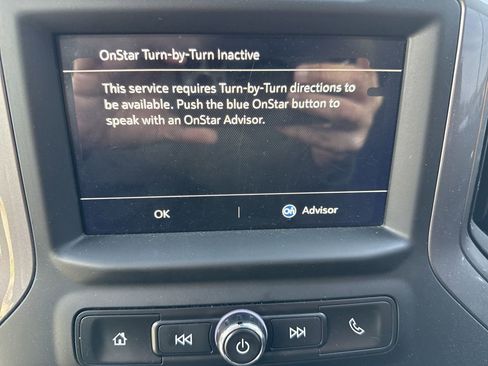 OnStar Turn-by-Turn Inactive
This service requires Turn-by-Turn directions to
be available. Push the blue OnStar button to
speak with an OnStar Advisor.
OK
On Advisor